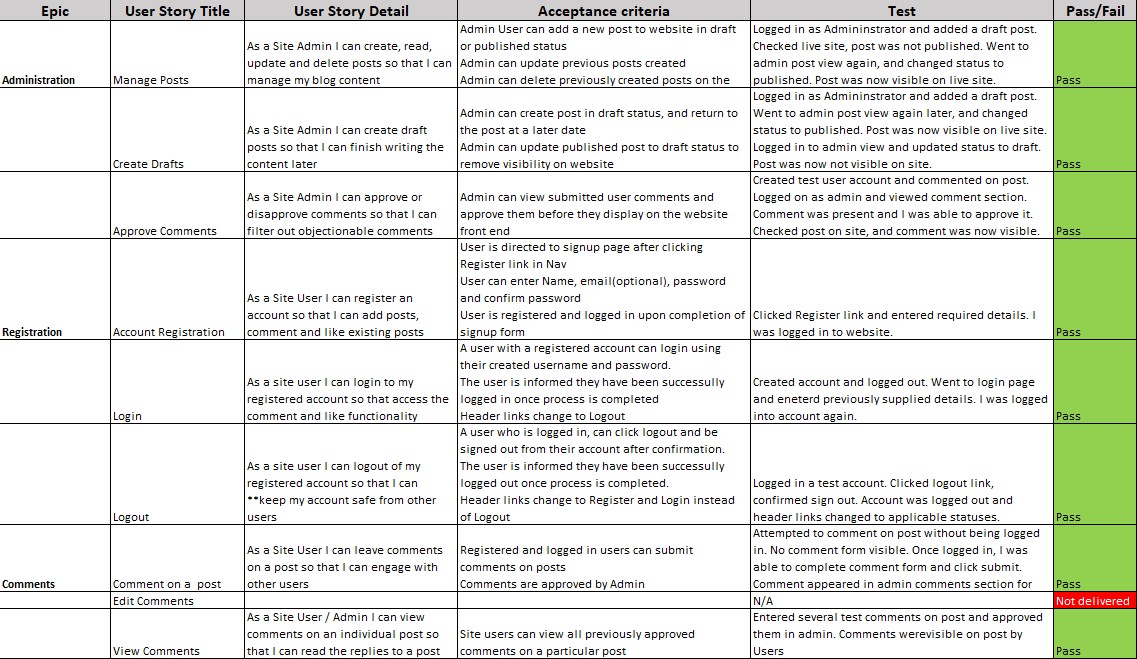 Epic User Story Title User Story Detail Acceptance criteria Test Pass/Fail
Administration
Manage Posts
As a Site Admin I can create, read,
update and delete posts so that I can
manage my blog content
Admin User can add a new post to website in draft
or published status
Admin can update previous posts created
Admin can delete previously created posts on the
Logged in as Admininstrator and added a draft post.
Checked live site, post was not published. Went to
admin post view again, and changed status to
published. Post was now visible on live site.
Pass
Create Drafts
As a Site Admin I can create draft
posts so that I can finish writing the
content later
Admin can create post in draft status, and return to
the post at a later date
Admin can update published post to draft status to
remove visibility on website
Logged in as Admininstrator and added a draft post.
Went to admin post view again later, and changed
status to published. Post was now visible on live site.
Logged in to admin view and updated status to draft.
Post was now not visible on site.
Pass
Approve Comments
As a Site Admin I can approve or
disapprove comments so that I can
filter out objectionable comments
Admin can view submitted user comments and
approve them before they display on the website
front end
Created test user account and commented on post.
Logged on as admin and viewed comment section.
Comment was present and I was able to approve it.
Checked post on site, and comment was now visible.
Pass
Registration
Account Registration
As a Site User I can register an
account so that I can add posts,
comment and like existing posts
User is directed to signup page after clicking
Register link in Nav
User can enter Name, email(optional), password
and confirm password
User is registered and logged in upon completion of
signup form
Clicked Register link and entered required details. I
was logged in to website.
Pass
Login
As a site user I can login to my
registered account so that access the
comment and like functionality
A user with a registered account can login using
their created username and password.
The user is informed they have been successully
logged in once process is completed
Header links change to Logout
Created account and logged out. Went to login page
and eneterd previously supplied details. I was logged
into account again.
Pass
Logout
As a site user I can logout of my
registered account so that I can
**keep my account safe from other
users
A user who is logged in, can click logout and be
signed out from their account after confirmation.
The user is informed they have been successfully
logged out once process is completed.
Header links change to Register and Login instead
of Logout
Logged in a test account. Clicked logout link,
confirmed sign out. Account was logged out and
header links changed to applicable statuses.
Pass
Comments
Comment on a  post
As a Site User I can leave comments
on a post so that I can engage with
other users
Registered and logged in users can submit
comments on posts
Comments are approved by Admin
Attempted to comment on post without being logged
in. No comment form visible. Once logged in, I was
able to complete comment form and click submit.
Comment appeared in admin comments section for
Pass
Edit Comments
N/A
Not delivered
View Comments
As a Site User / Admin I can view
comments on an individual post so
that I can read the replies to a post
Site users can view all previously approved
comments on a particular post
Entered several test comments on post and approved
them in admin. Comments werevisible on post by
Users
Pass